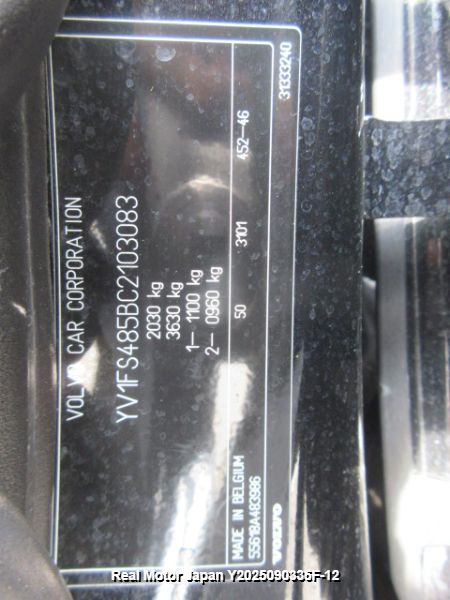 VOLVO CAR CORPORATION
YV1FS485BC2103083
2030 kg
3630 kg
1– 1100 kg
2– 0960 kg
50 3101 452-46
MADE IN BELGIUM
55618A483986
VOLVO
31333240
Real Motor Japan Y2025090336F-12